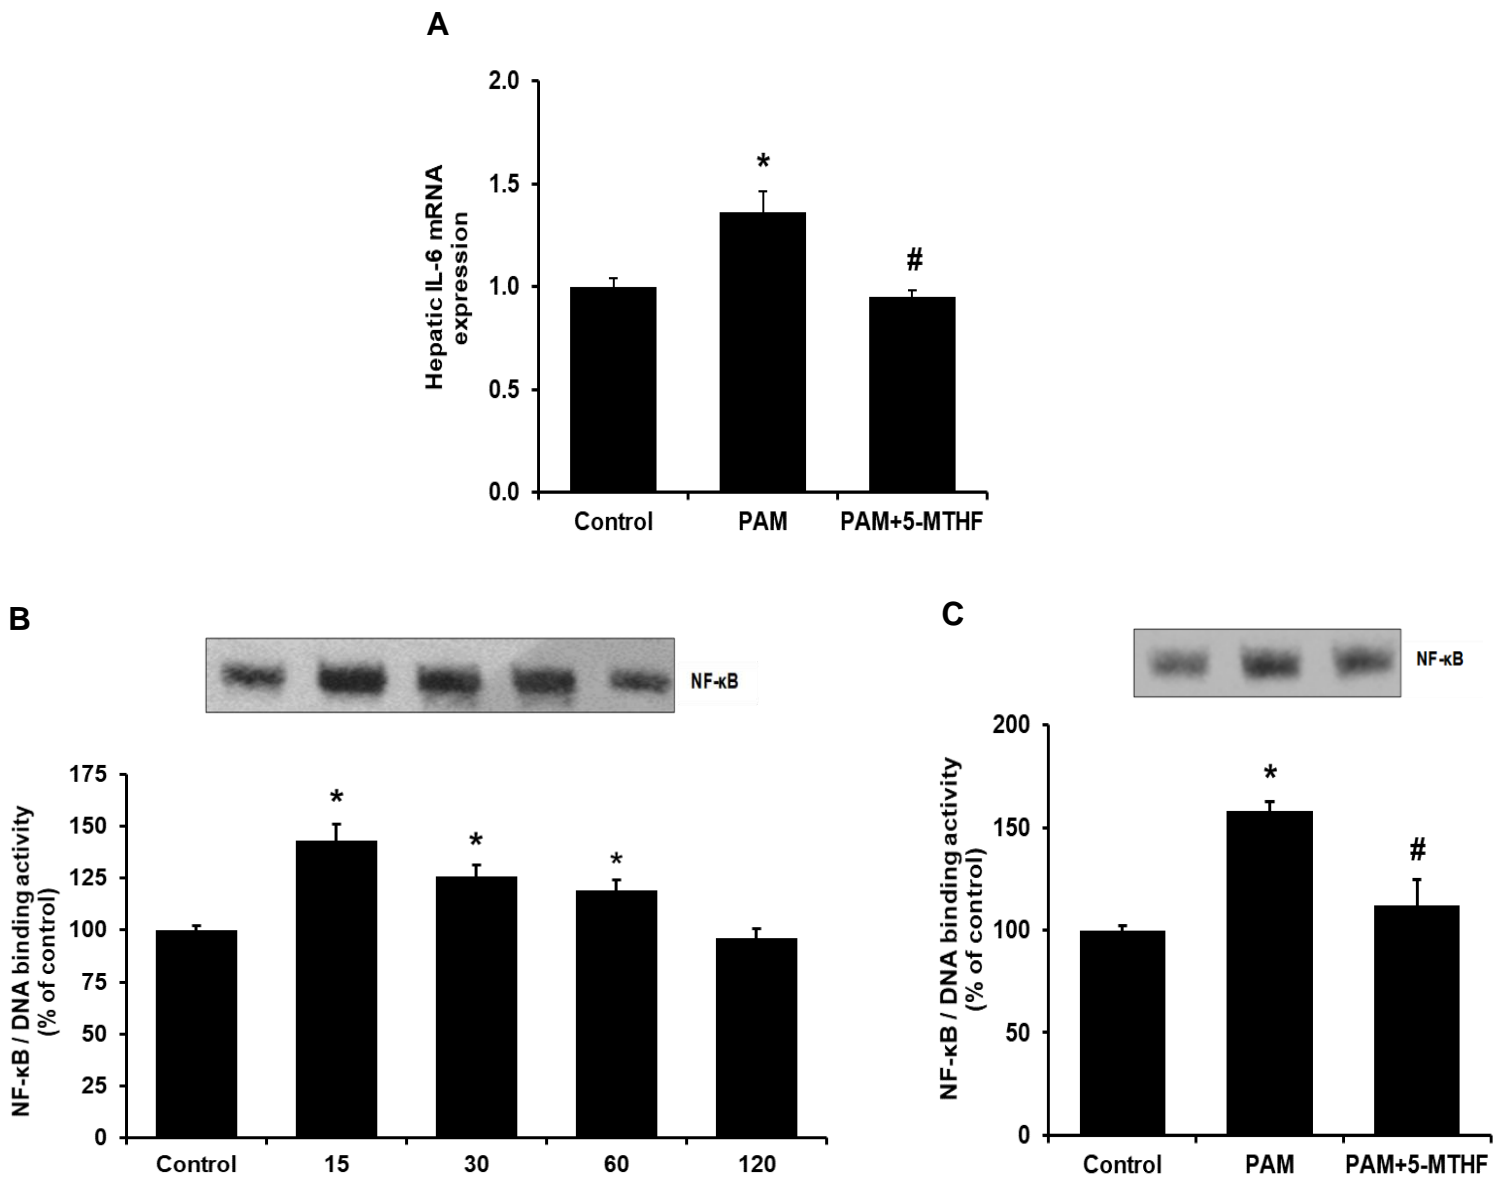 A
2.0
1.5
1.0
0.5
0.0
Hepatic IL-6 mRNA
expression
*
#
Control PAM PAM+5-MTHF
B
NF-κB
175
150
125
100
75
50
25
0
NF-κB / DNA binding activity
(% of control)
*
*
*
Control 15 30 60 120
C
NF-κB
200
150
100
50
0
NF-κB / DNA binding activity
(% of control)
*
#
Control PAM PAM+5-MTHF